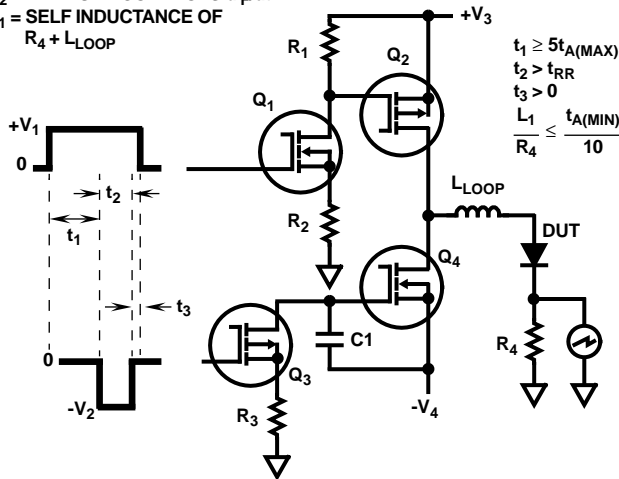 1 = SELF INDUCTANCE OF
R4 + LLOOP
+V3
R1
Q2
t1 ≥ 5tA(MAX)
t2 > tRR
t3 > 0
L1
R4
≤
tA(MIN)
10
Q1
+V1
0
t2
t1
R2
LLOOP
DUT
Q4
t3
0
C1
R4
Q3
-V2
R3
-V4